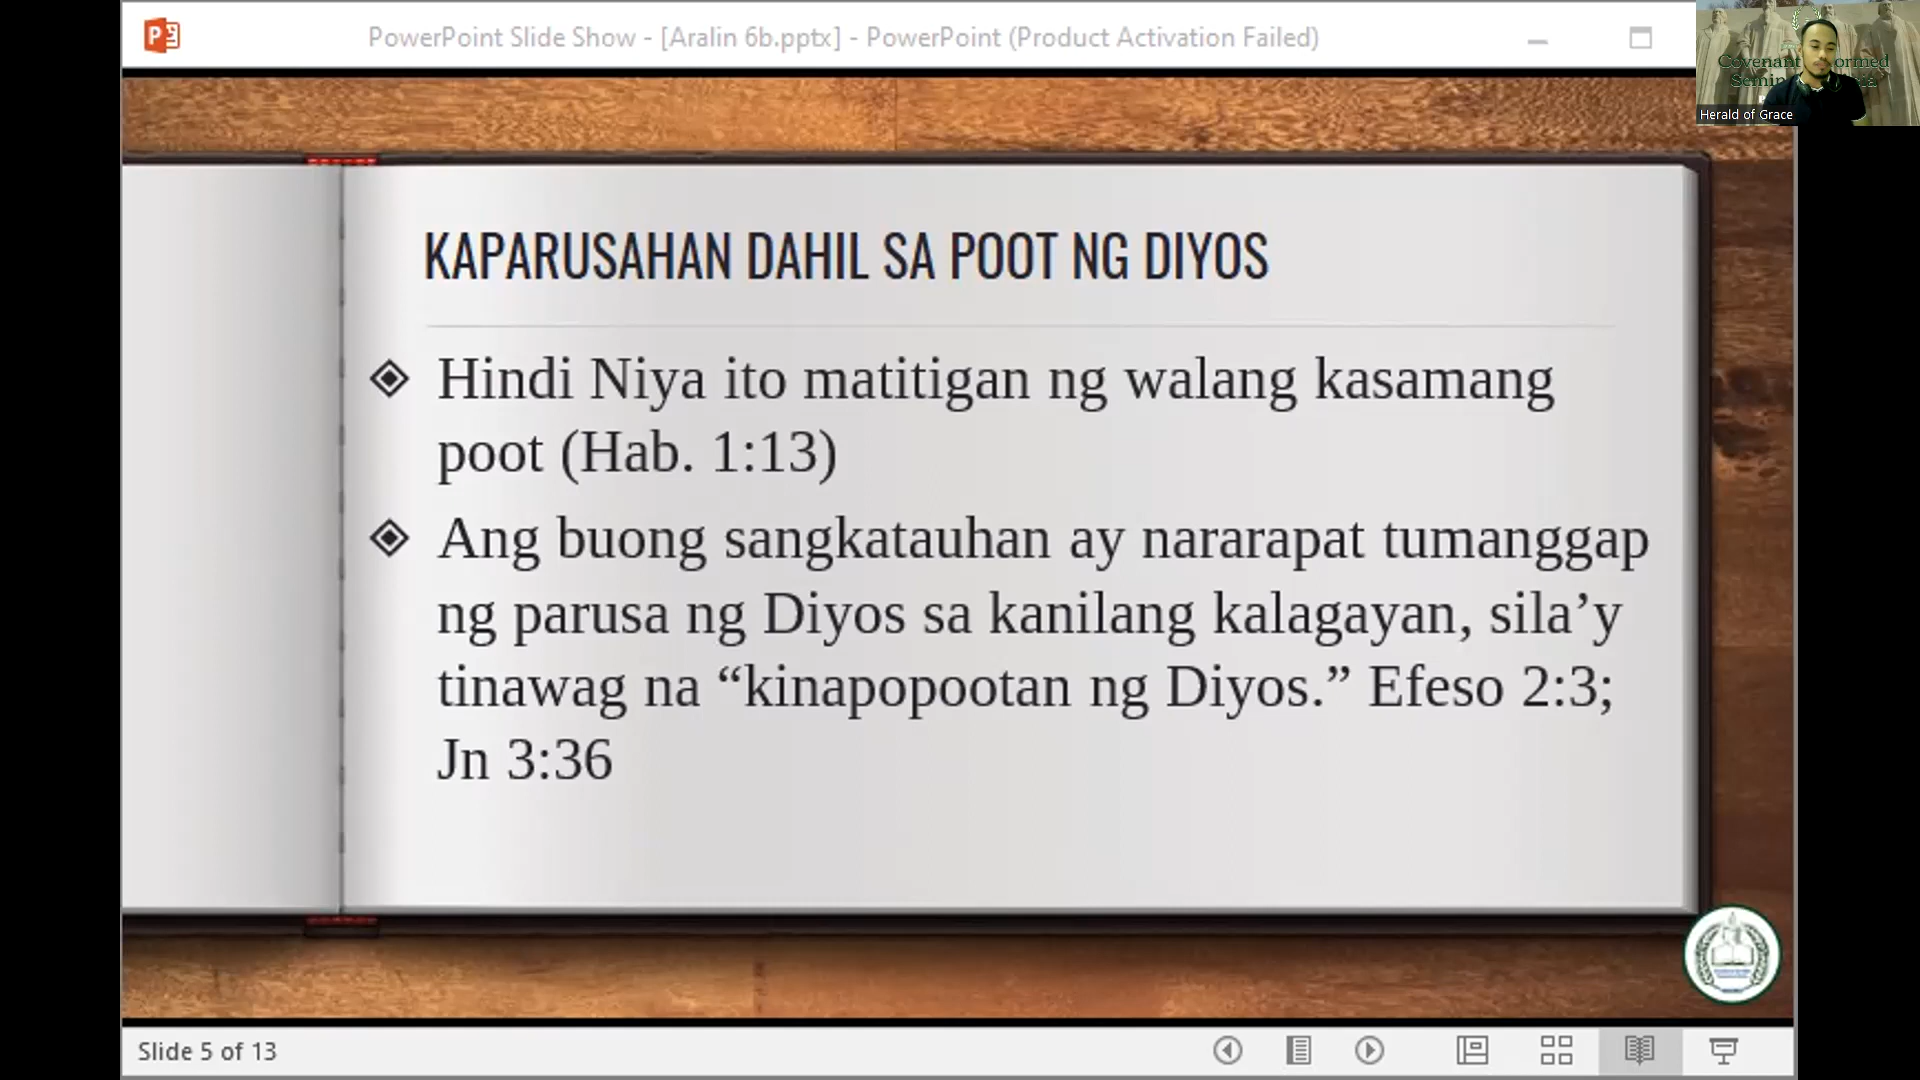 PowerPoint Slide Show - [Aralin 6b.pptx] - PowerPoint (Product Activation Failed)
Covenant
ormed
Semin
Herald of Grace
KAPARUSAHAN DAHIL SA POOT NG DIYOS
Hindi Niya ito matitigan ng walang kasamang
poot (Hab. 1:13)
Ang buong sangkatauhan ay nararapat tumanggap
ng parusa ng Diyos sa kanilang kalagayan, sila’y
tinawag na “kinapopootan ng Diyos.” Efeso 2:3;
Jn 3:36
Slide 5 of 13